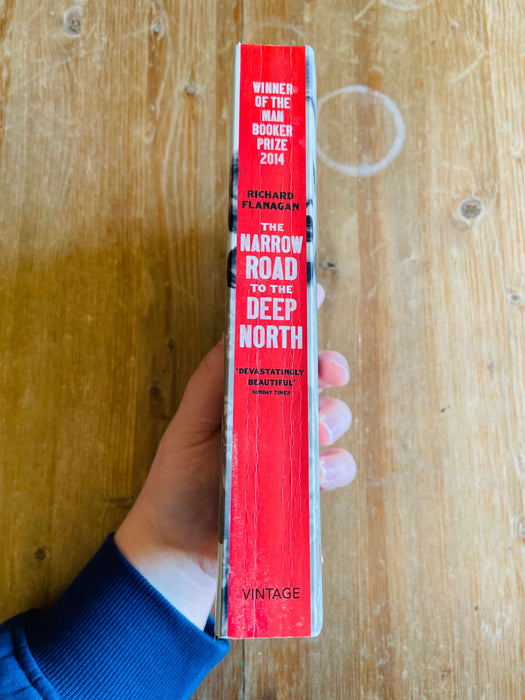 WINNER
OF THE
MAN
BOOKER
PRIZE
2014
RICHARD
FLANAGAN
THE
NARROW
ROAD
TO THE
DEEP
NORTH
'DEVASTATINGLY
BEAUTIFUL'
SUNDAY TIMES
VINTAGE